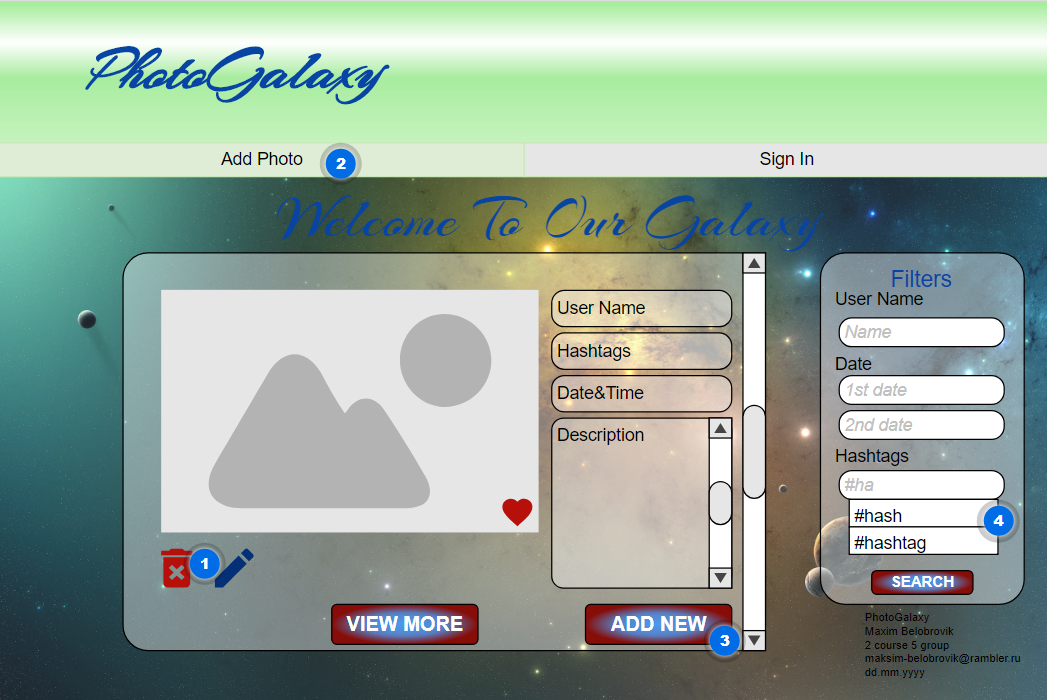 PhotoGalaxy
Add Photo
2
Sign In
Welcome To Our Galaxy
User Name
Hashtags
Date&Time
Description
1
VIEW MORE
ADD NEW
3
Filters
User Name
Name
Date
1st date
2nd date
Hashtags
#ha
#hash
4
#hashtag
SEARCH
PhotoGalaxy
Maxim Belobrovik
2 course 5 group
maksim-belobrovik@rambler.ru
dd.mm.yyyy